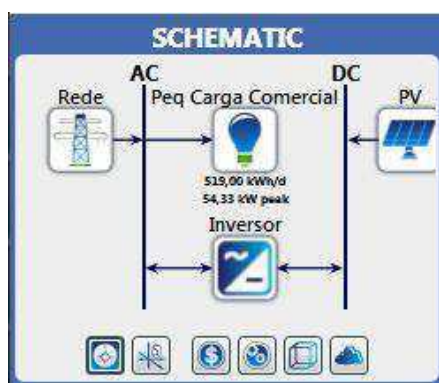 SCHEMATIC
AC DC
Rede Peq Carga Comercial PV
519,00 kWh/d
54,33 kW peak
Inversor